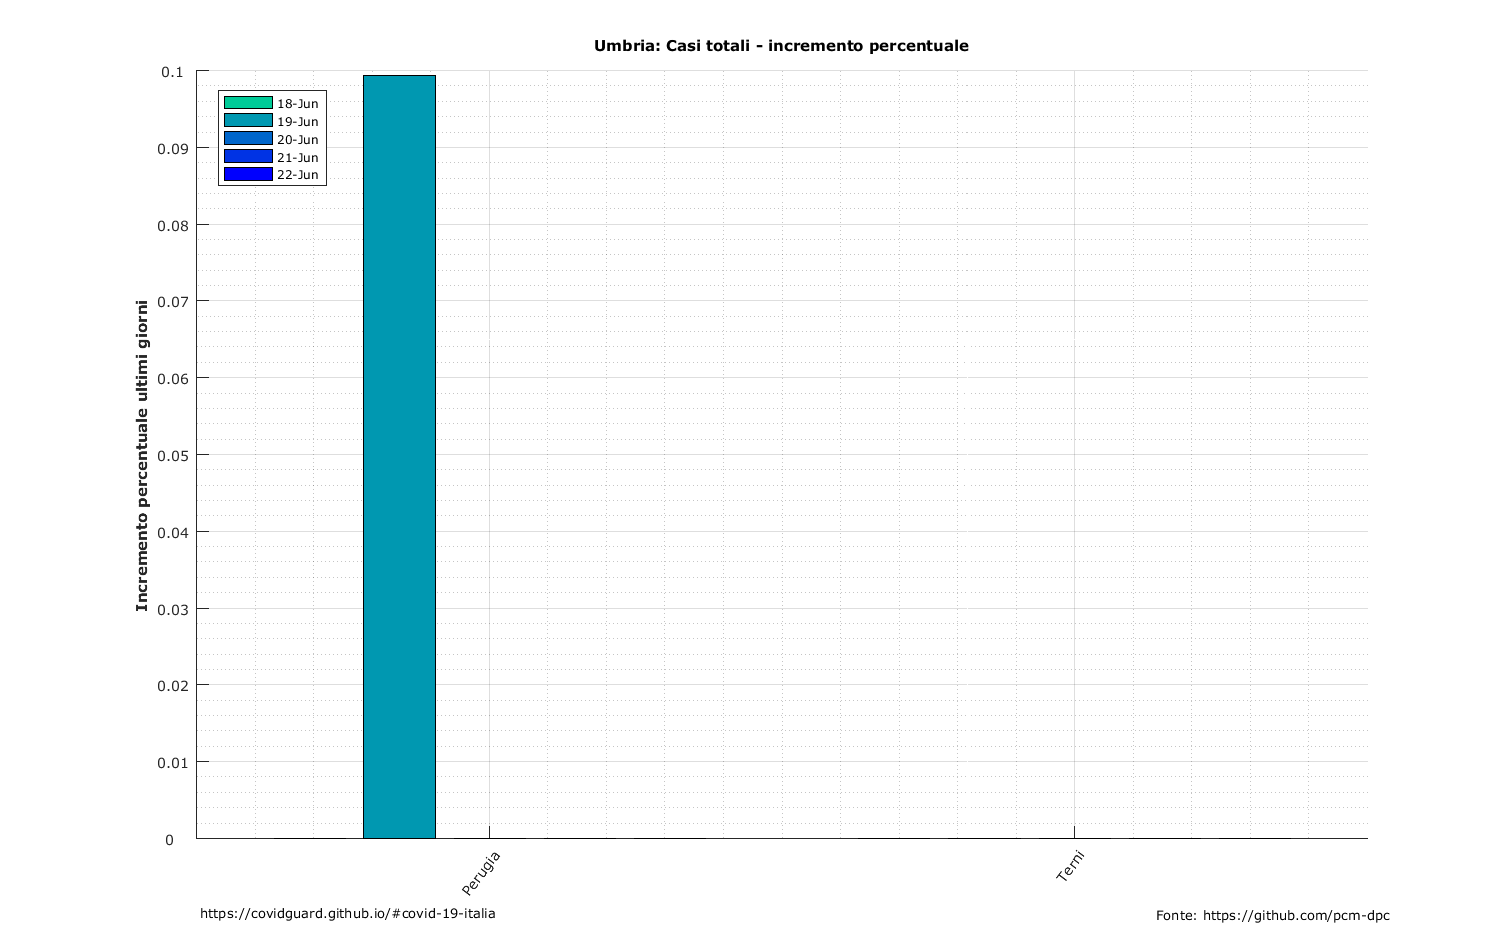 Umbria: Casi totali - incremento percentuale
0.1
0.09
0.08
0.07
0.06
0.05
0.04
0.03
0.02
0.01
0
Incremento percentuale ultimi giorni
18-Jun
19-Jun
20-Jun
21-Jun
22-Jun
Perugia
Terni
https://covidguard.github.io/#covid-19-italia
Fonte: https://github.com/pcm-dpc